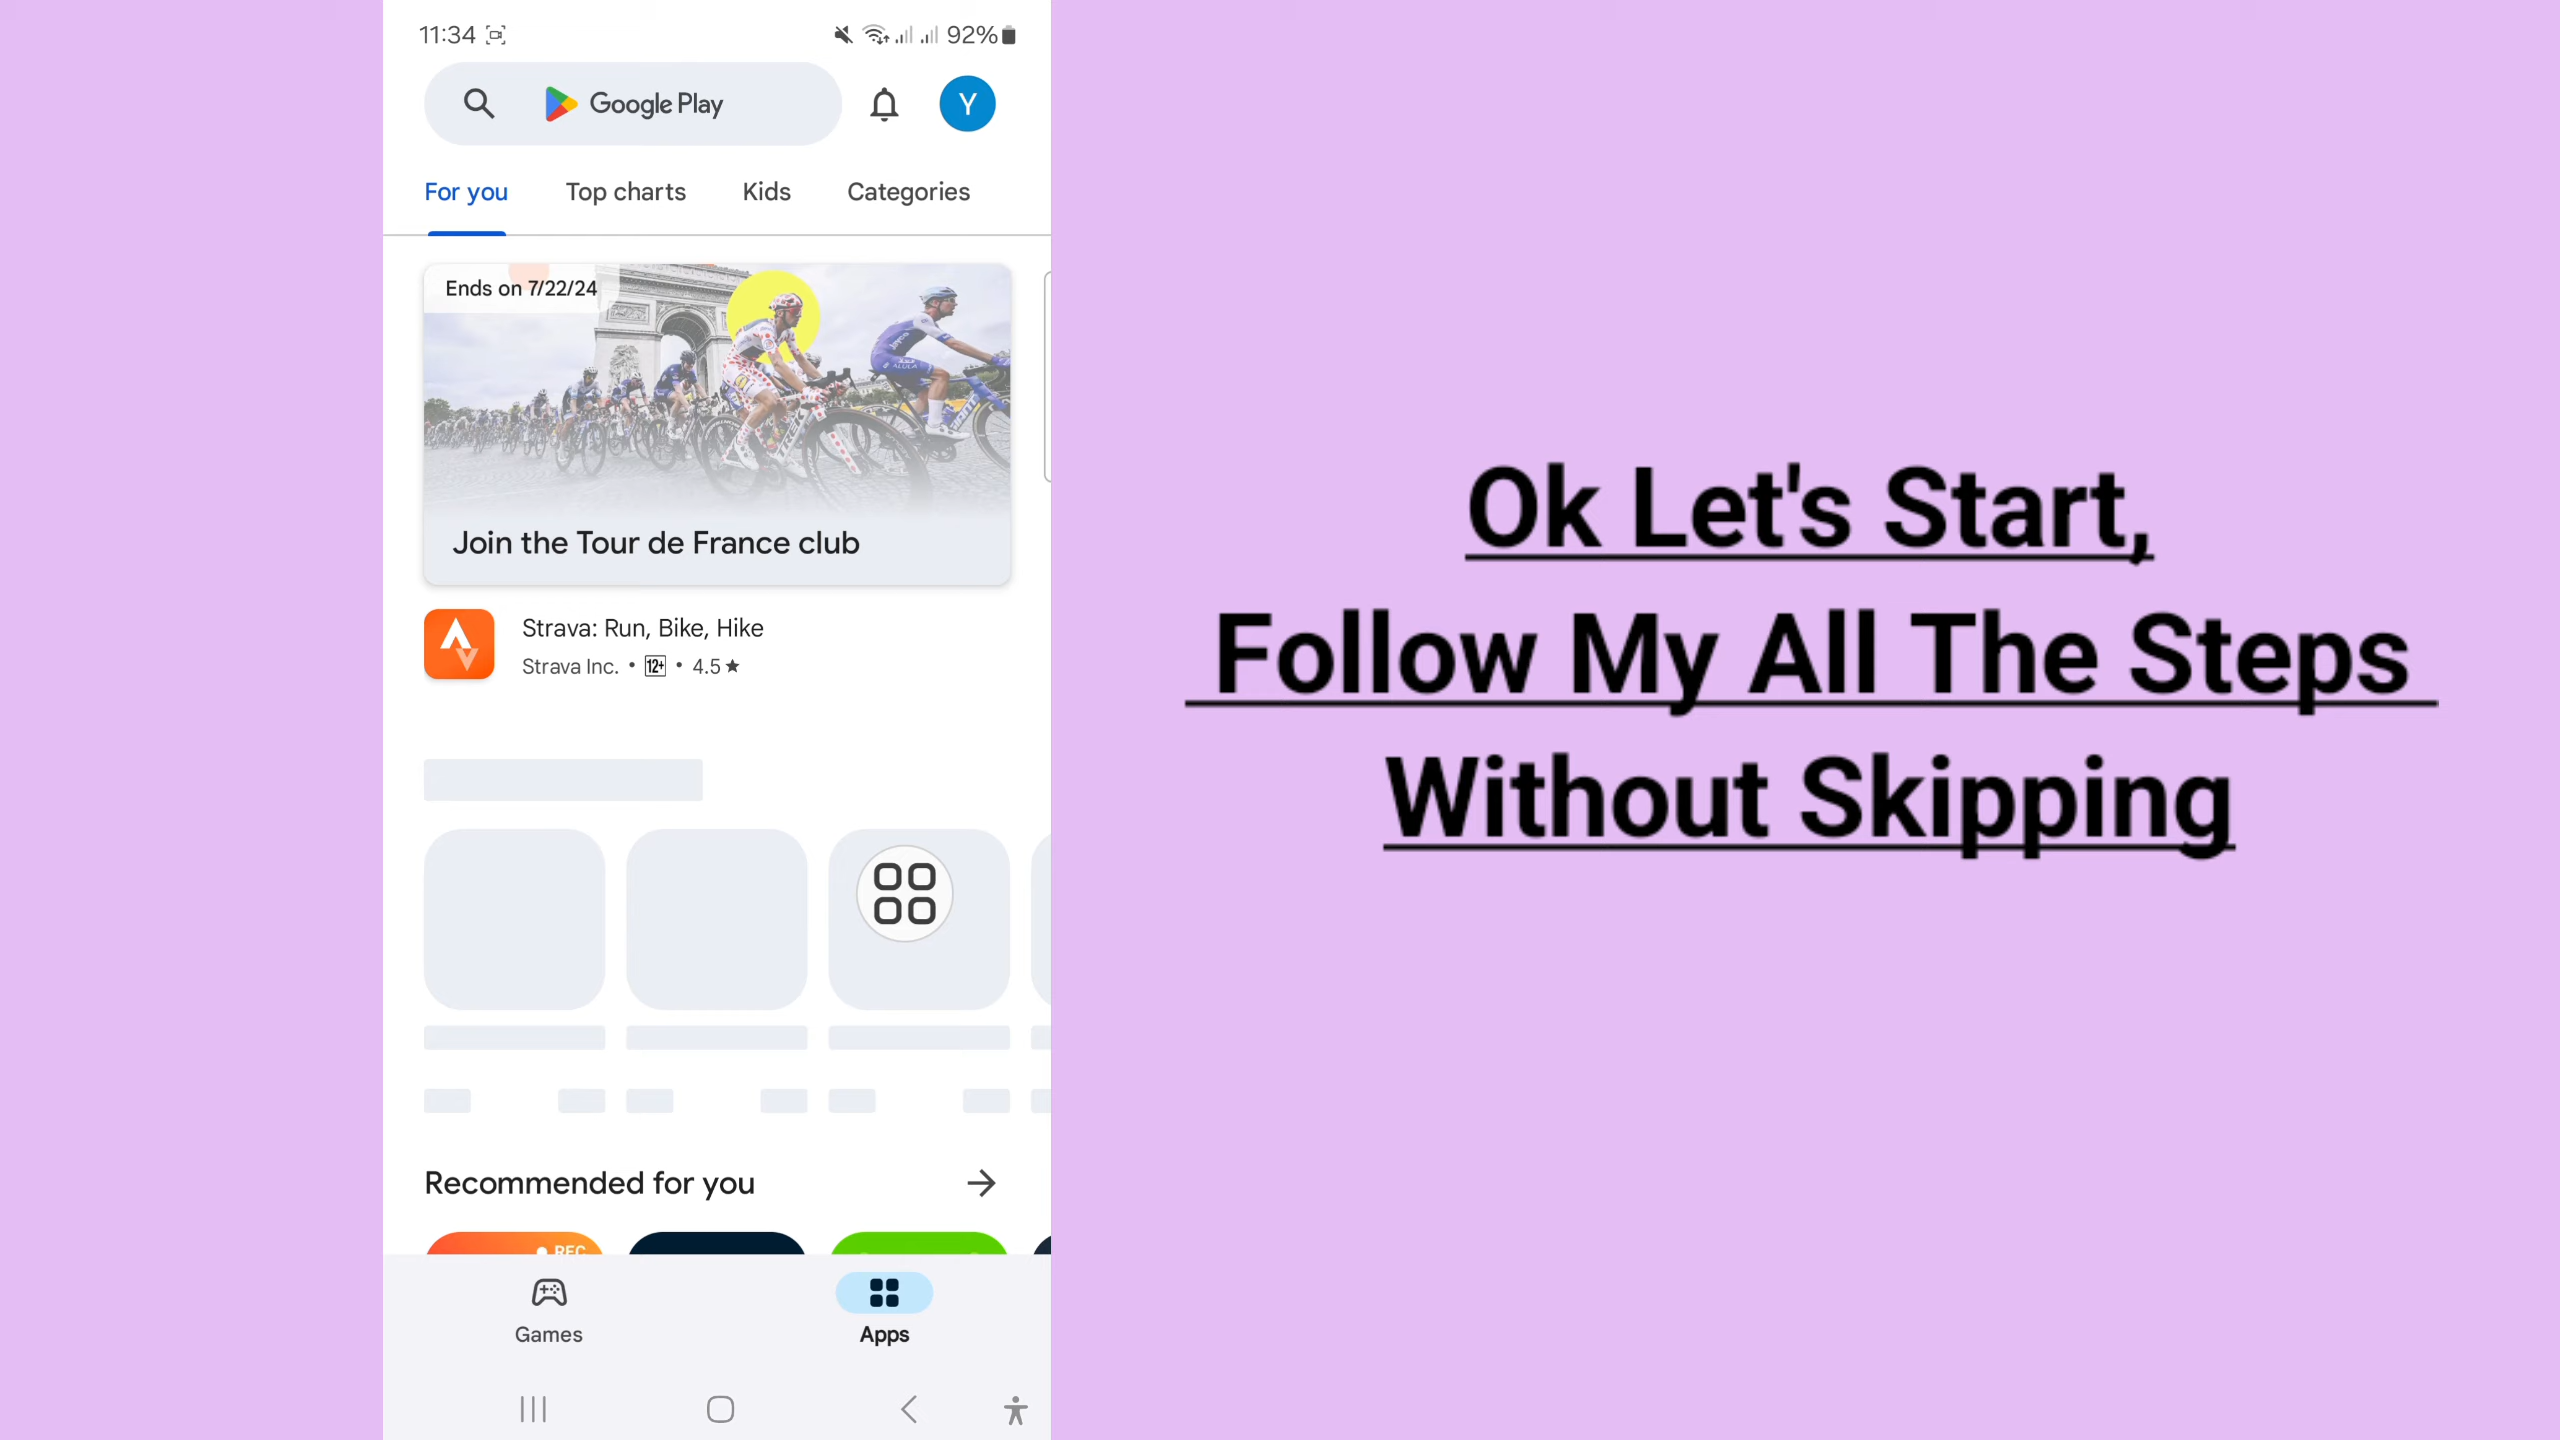 11:34
92%
Google Play
Y
For you
Top charts
Kids
Categories
Ends on 7/22/24
Join the Tour de France club
Strava: Run, Bike, Hike
Strava Inc. • 12+ • 4.5★
Recommended for you
REC
Games
Apps
Ok Let's Start,
Follow My All The Steps
Without Skipping